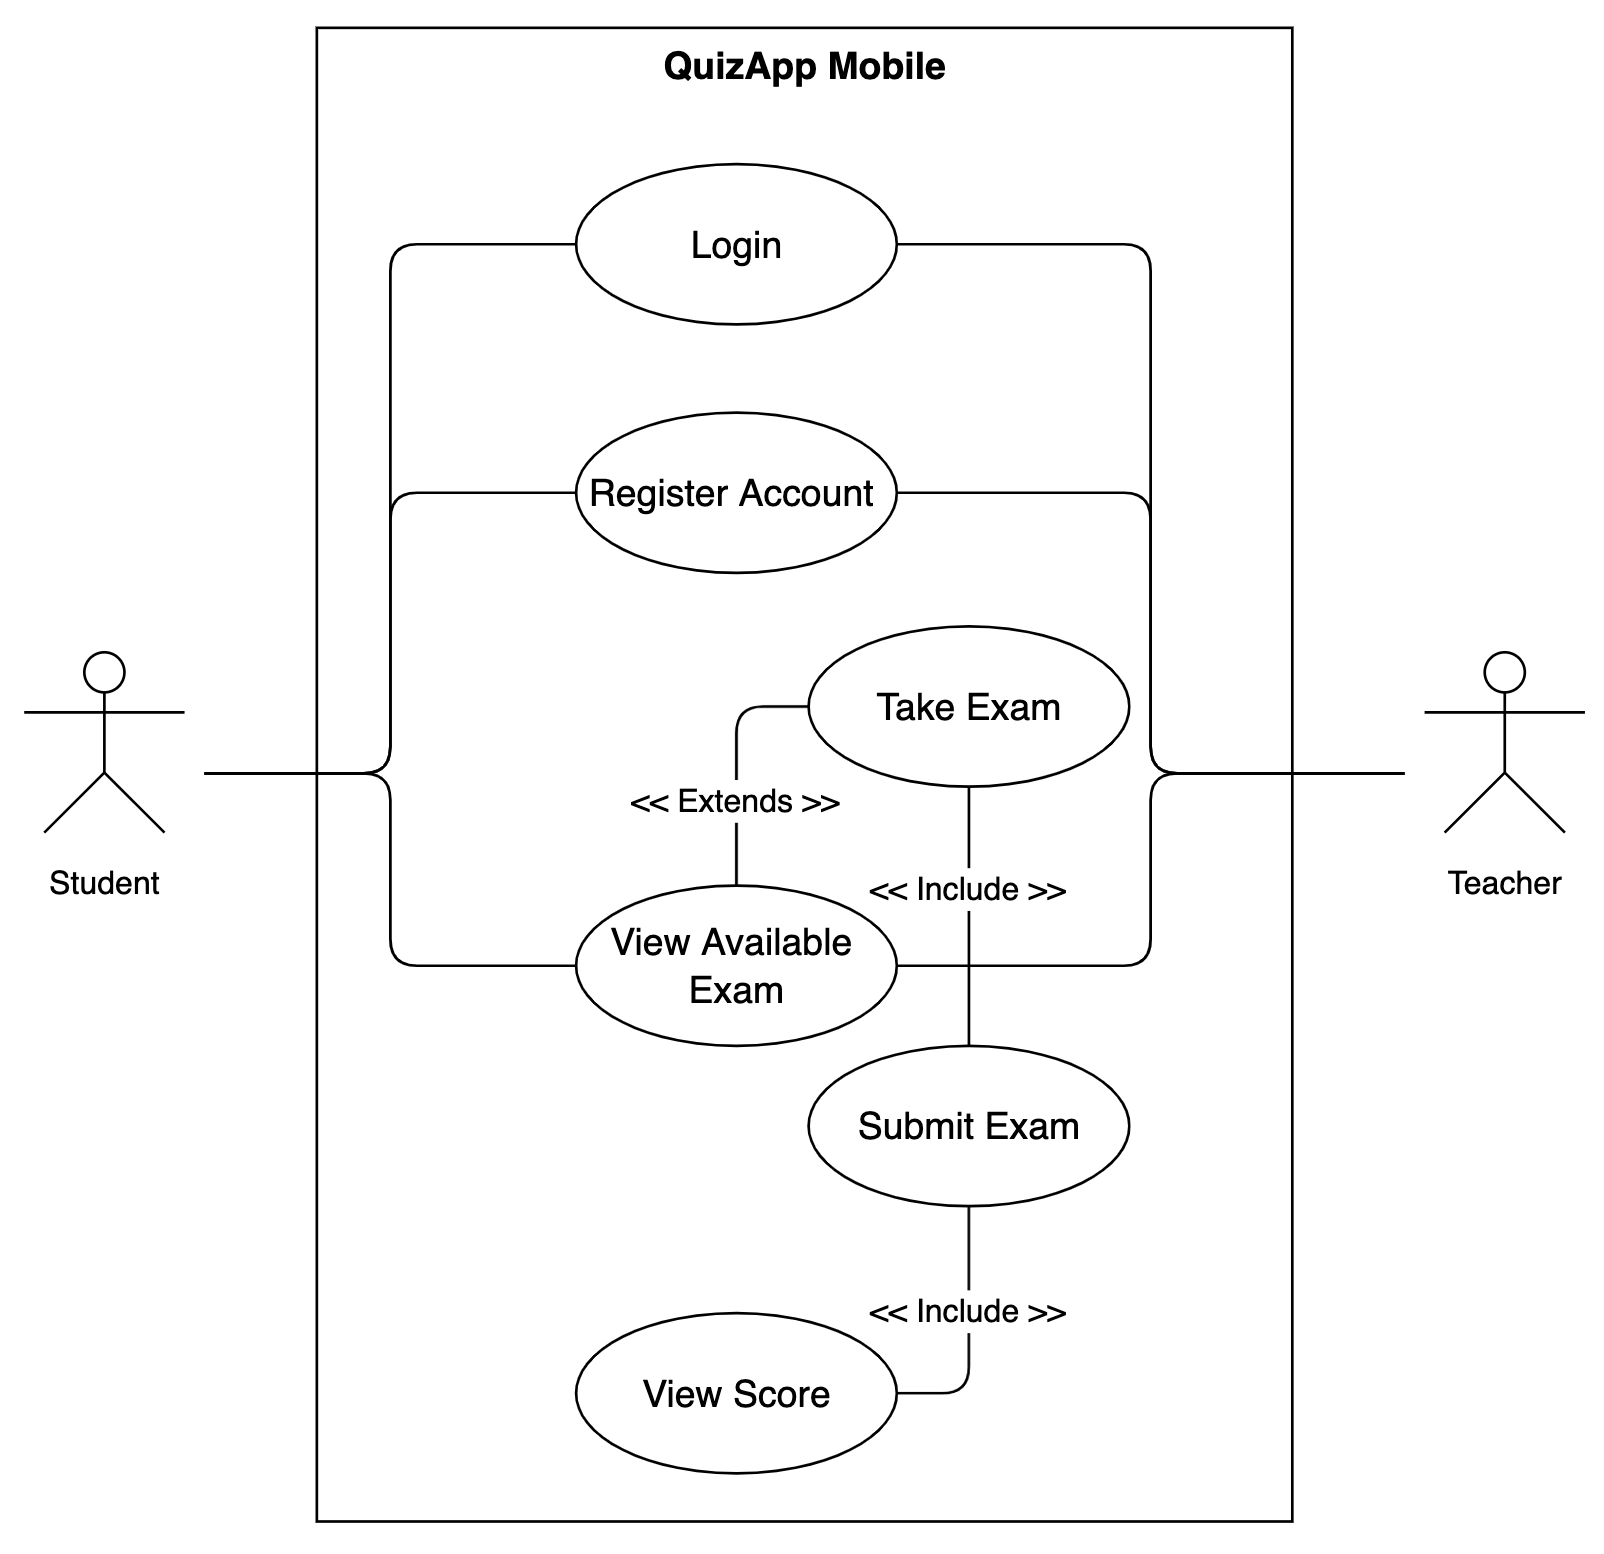 QuizApp Mobile
Login
Register Account
Take Exam
<< Extends >>
Student
Teacher
<< Include >>
View Available
Exam
Submit Exam
<< Include >>
View Score